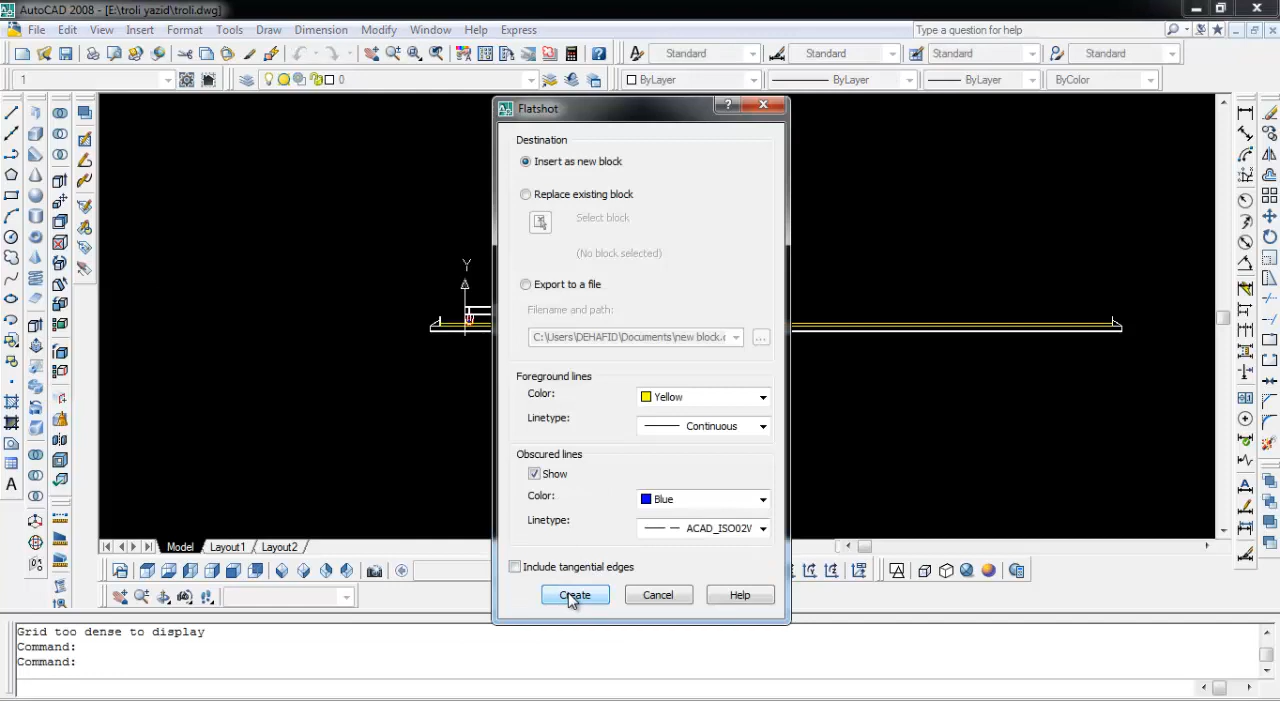 AutoCAD 2008 - [E:\troli yazid\troli.dwg]
File Edit View Insert Format Tools Draw Dimension Modify Window Help Express
Type a question for help
Standard Standard Standard Standard
1 0 ByLayer ByLayer ByLayer ByColor
Flatshot
Destination
Insert as new block
Replace existing block
Select block
(No block selected)
Y
Export to a file
Filename and path:
C:\Users\DEHAFID\Documents\new block.c
...
Foreground lines
Color: Yellow
Linetype: Continuous
Obscured lines
Show
Color: Blue
Linetype: ACAD_ISO02W
Model Layout1 Layout2
Include tangential edges
Create Cancel Help
Grid too dense to display
Command:
Command: